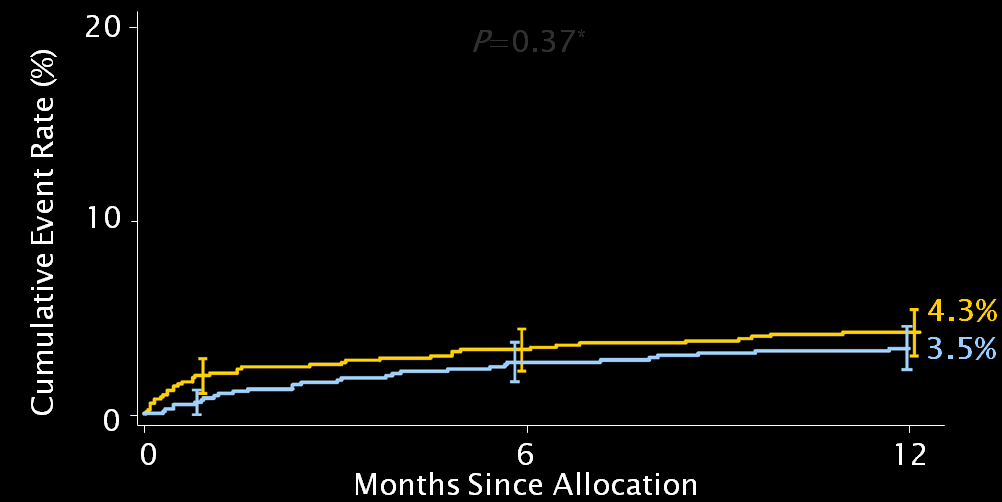 20
P=0.37*
Cumulative Event Rate (%)
10
4.3%
3.5%
0
0 6 12
Months Since Allocation